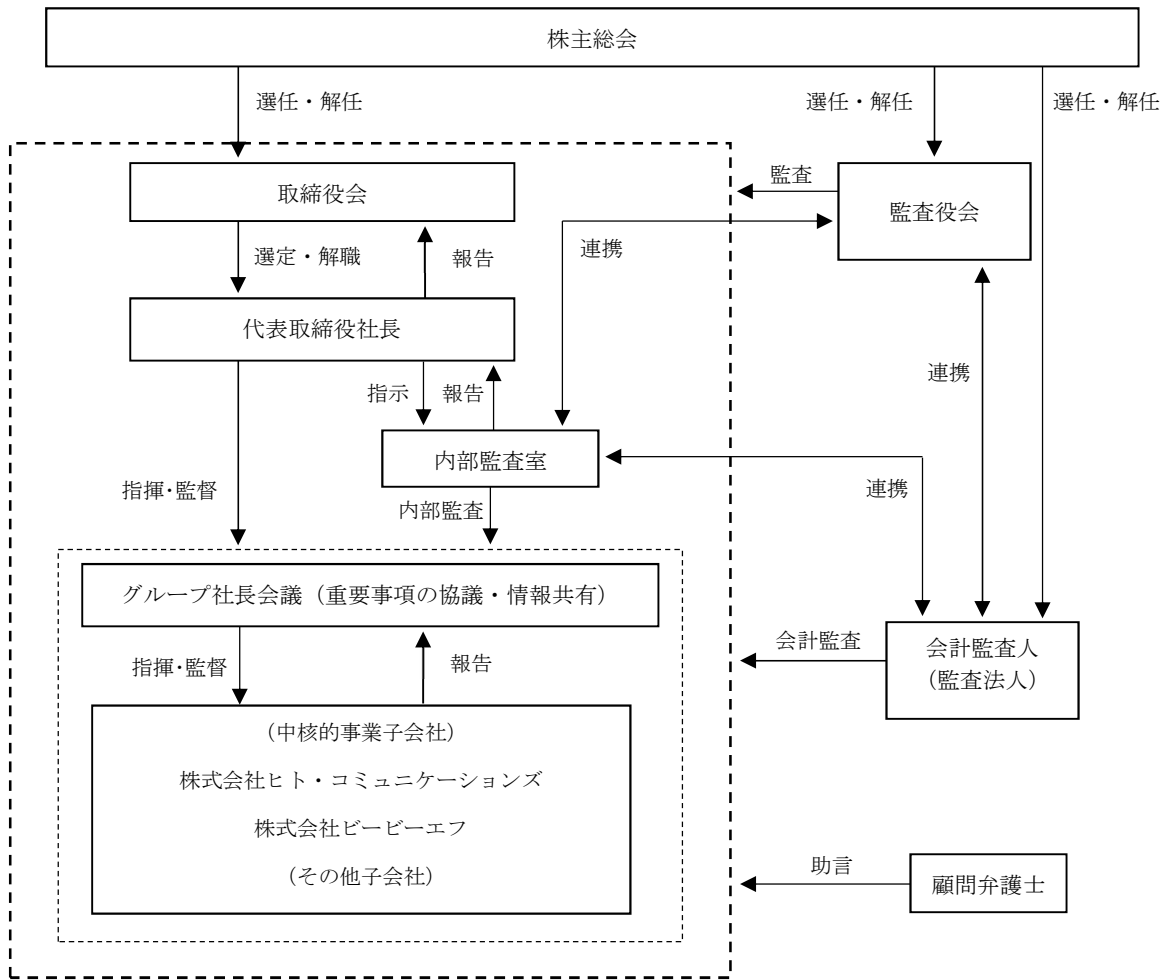 株主総会
選任・解任
選任・解任
選任・解任
取締役会
監査
監査役会
選定・解職
報告
連携
代表取締役社長
指示
報告
連携
内部監査室
指揮・監督
内部監査
連携
グループ社長会議（重要事項の協議・情報共有）
会計監査
会計監査人
（監査法人）
指揮・監督
報告
（中核的事業子会社）
株式会社ヒト・コミュニケーションズ
株式会社ビービーエフ
（その他子会社）
助言
顧問弁護士